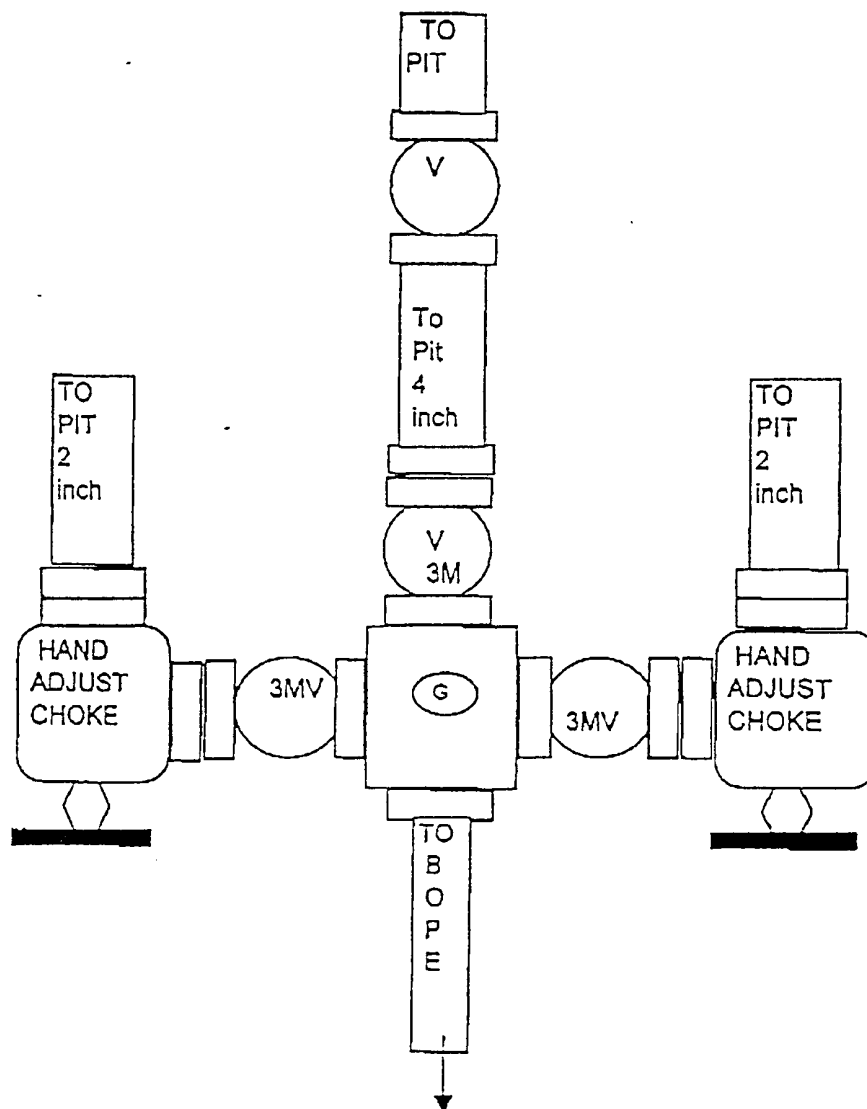 TO
PIT
V
To
Pit
4
inch
TO
PIT
2
inch
TO
PIT
2
inch
V
3M
HAND
ADJUST
CHOKE
3MV
G
3MV
HAND
ADJUST
CHOKE
TO
B
O
P
E